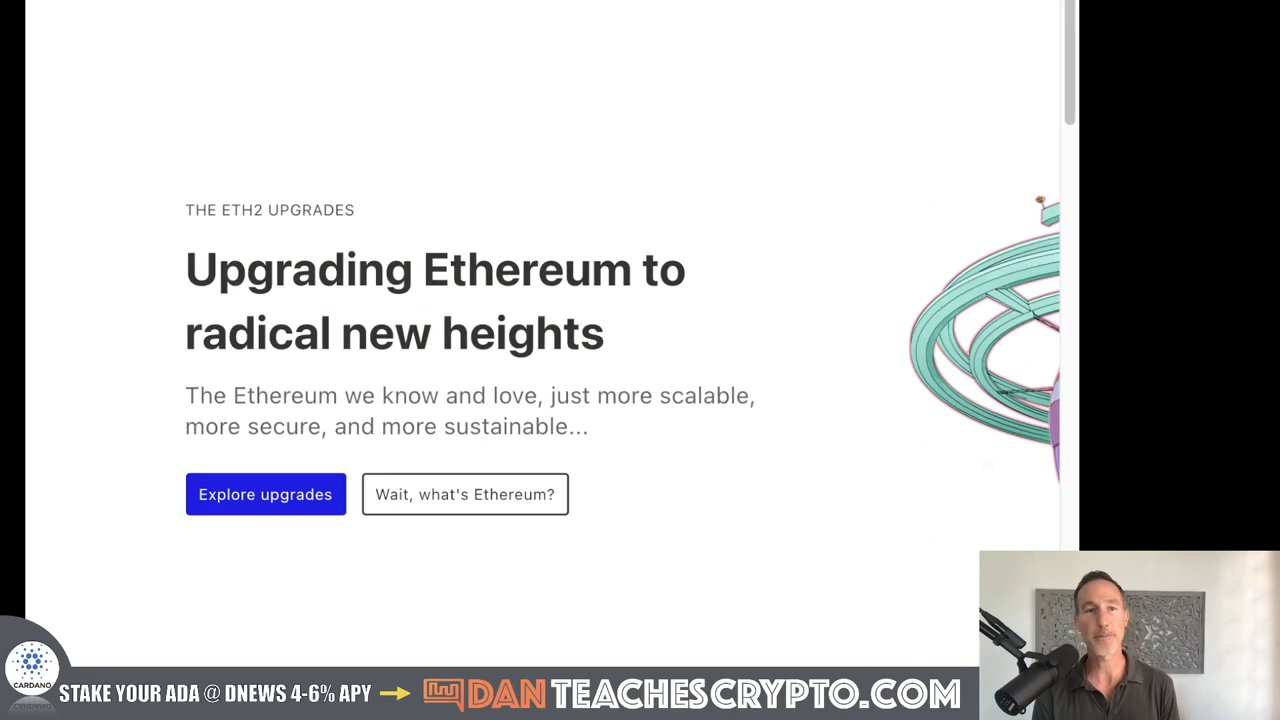 THE ETH2 UPGRADES
Upgrading Ethereum to
radical new heights
The Ethereum we know and love, just more scalable,
more secure, and more sustainable...
Explore upgrades
Wait, what's Ethereum?
CARDANO
STAKE YOUR ADA @ DNEWS 4-6% APY
DANTEACHESCRYPTO.COM